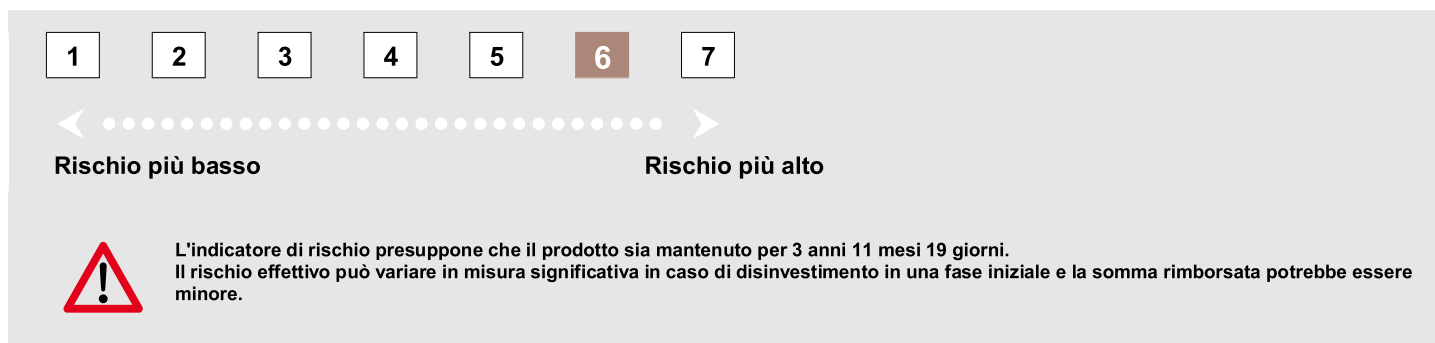 1 2 3 4 5 6 7
Rischio più basso Rischio più alto
L'indicatore di rischio presuppone che il prodotto sia mantenuto per 3 anni 11 mesi 19 giorni.
Il rischio effettivo può variare in misura significativa in caso di disinvestimento in una fase iniziale e la somma rimborsata potrebbe essere
minore.